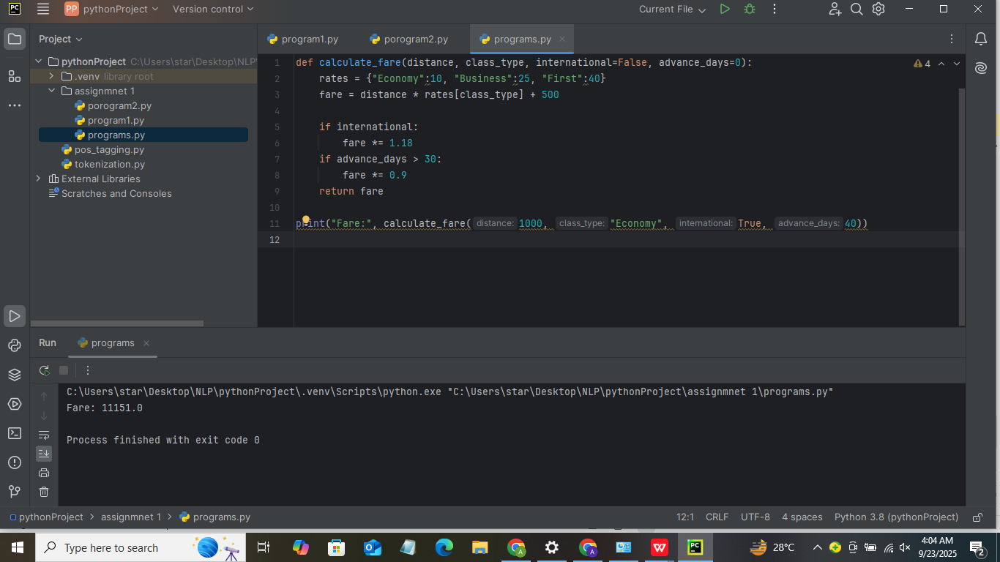 PC
PP pythonProject Version control Current File
Project
program1.py porogram2.py programs.py
pythonProject C:\Users\star\Desktop\NLP\
.venv library root
assignmnet 1
porogram2.py
program1.py
programs.py
pos_tagging.py
tokenization.py
External Libraries
Scratches and Consoles
4
1 def calculate_fare(distance, class_type, international=False, advance_days=0):
2 rates = {"Economy":10, "Business":25, "First":40}
3 fare = distance * rates[class_type] + 500
4
5 if international:
6 fare *= 1.18
7 if advance_days > 30:
8 fare *= 0.9
9 return fare
10
11 print("Fare:", calculate_fare( distance: 1000, class_type: "Economy", international: True, advance_days: 40))
12
Run programs
C:\Users\star\Desktop\NLP\pythonProject\.venv\Scripts\python.exe "C:\Users\star\Desktop\NLP\pythonProject\assignmnet 1\programs.py"
Fare: 11151.0
Process finished with exit code 0
pythonProject > assignmnet 1 > programs.py 12:1 CRLF UTF-8 4 spaces Python 3.8 (pythonProject)
Type here to search
A
A
W
PC
28°C
4:04 AM
9/23/2025
2